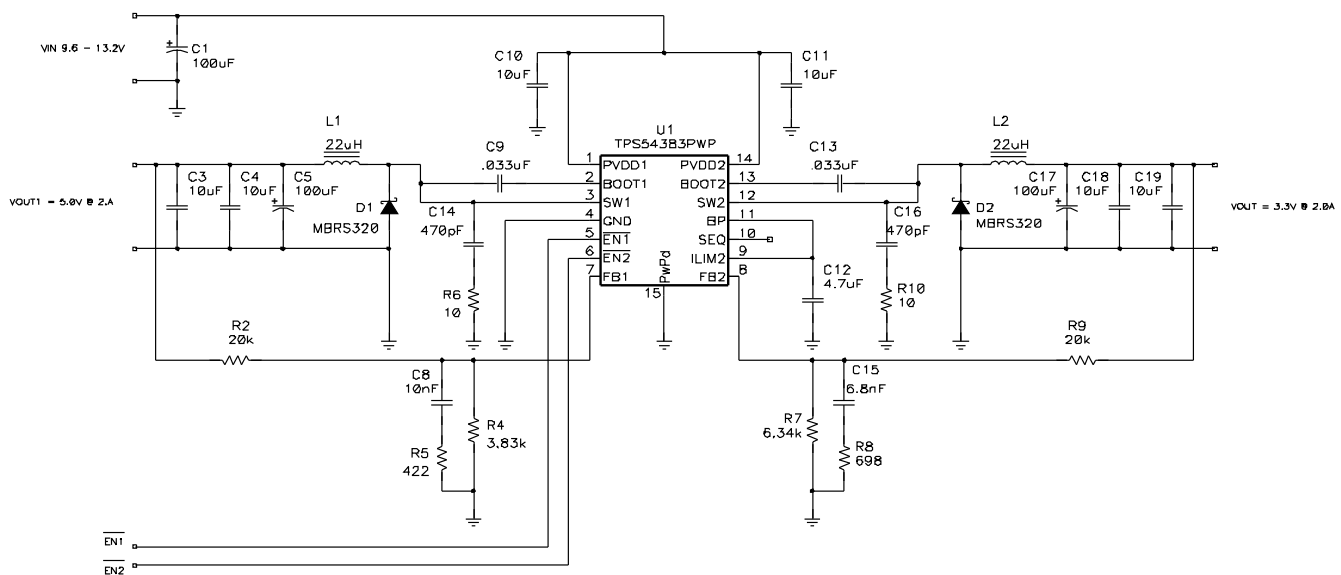 VIN 9.6 - 13.2V
C1
100uF
C10
10uF
C11
10uF
L1
22uH
C9
.033uF
U1
TPS54383PWP
C13
.033uF
L2
22uH
1 PVDD1
2 BOOT1
3 SW1
4 GND
5 EN1
6 EN2
7 FB1
PVDD2 14
BOOT2 13
SW2 12
BP 11
SEQ 10
ILIM2 9
FB2 8
PwPd
15
C3
10uF
C4
10uF
C5
100uF
VOUT1 = 5.0V @ 2.A
D1
MBRS320
C14
470pF
R6
10
C12
4.7uF
C16
470pF
R10
10
D2
MBRS320
C17
100uF
C18
10uF
C19
10uF
VOUT = 3.3V @ 2.0A
R2
20k
R9
20k
C8
10nF
R5
422
R4
3.83k
R7
6.34k
C15
6.8nF
R8
698
EN1
EN2